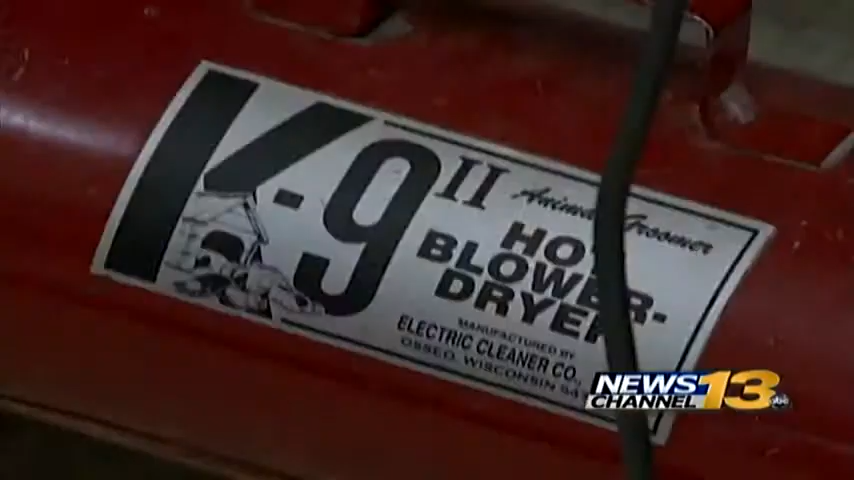 K-9 II
Animal Groomer
HOT
BLOWER-
DRYER
MANUFACTURED BY
ELECTRIC CLEANER CO.,
OSSEO, WISCONSIN
NEWS 13
CHANNEL abc